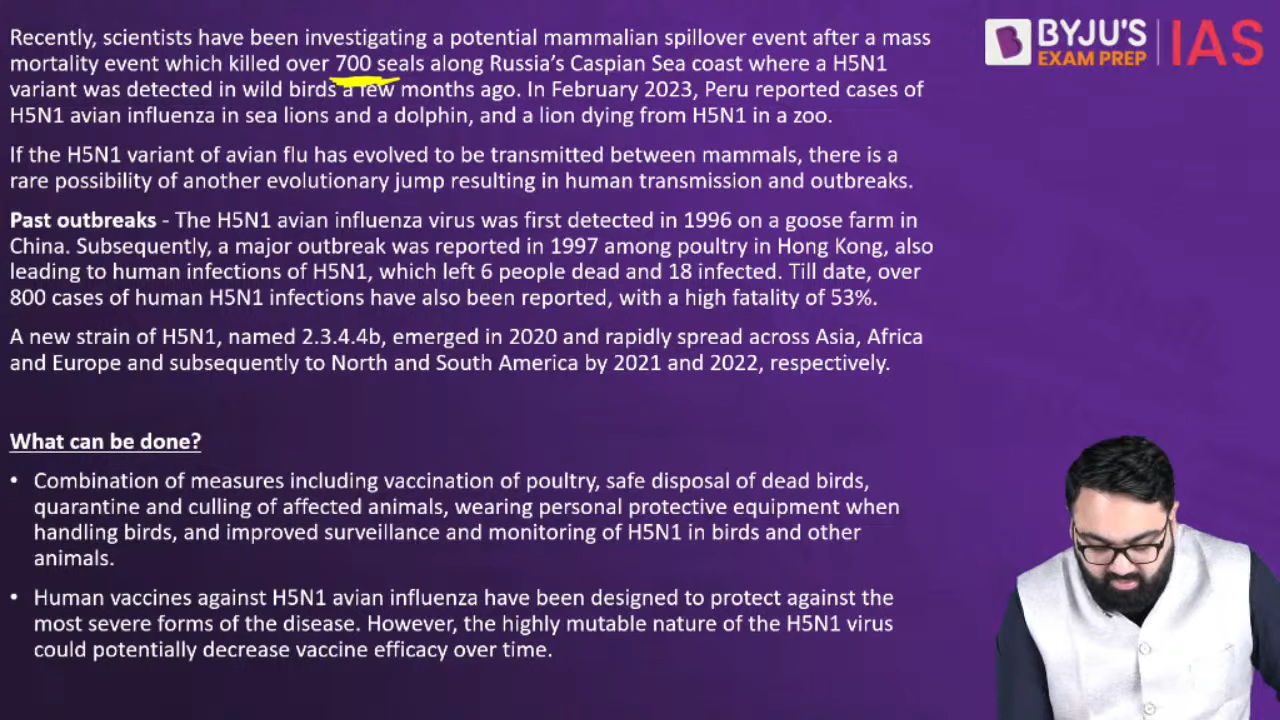 Recently, scientists have been investigating a potential mammalian spillover event after a mass
mortality event which killed over 700 seals along Russia's Caspian Sea coast where a H5N1
variant was detected in wild birds a few months ago. In February 2023, Peru reported cases of
H5N1 avian influenza in sea lions and a dolphin, and a lion dying from H5N1 in a zoo.
If the H5N1 variant of avian flu has evolved to be transmitted between mammals, there is a
rare possibility of another evolutionary jump resulting in human transmission and outbreaks.
Past outbreaks - The H5N1 avian influenza virus was first detected in 1996 on a goose farm in
China. Subsequently, a major outbreak was reported in 1997 among poultry in Hong Kong, also
leading to human infections of H5N1, which left 6 people dead and 18 infected. Till date, over
800 cases of human H5N1 infections have also been reported, with a high fatality of 53%.
A new strain of H5N1, named 2.3.4.4b, emerged in 2020 and rapidly spread across Asia, Africa
and Europe and subsequently to North and South America by 2021 and 2022, respectively.
What can be done?
• Combination of measures including vaccination of poultry, safe disposal of dead birds,
quarantine and culling of affected animals, wearing personal protective equipment when
handling birds, and improved surveillance and monitoring of H5N1 in birds and other
animals.
• Human vaccines against H5N1 avian influenza have been designed to protect against the
most severe forms of the disease. However, the highly mutable nature of the H5N1 virus
could potentially decrease vaccine efficacy over time.
BYJU'S
EXAM PREP
IAS